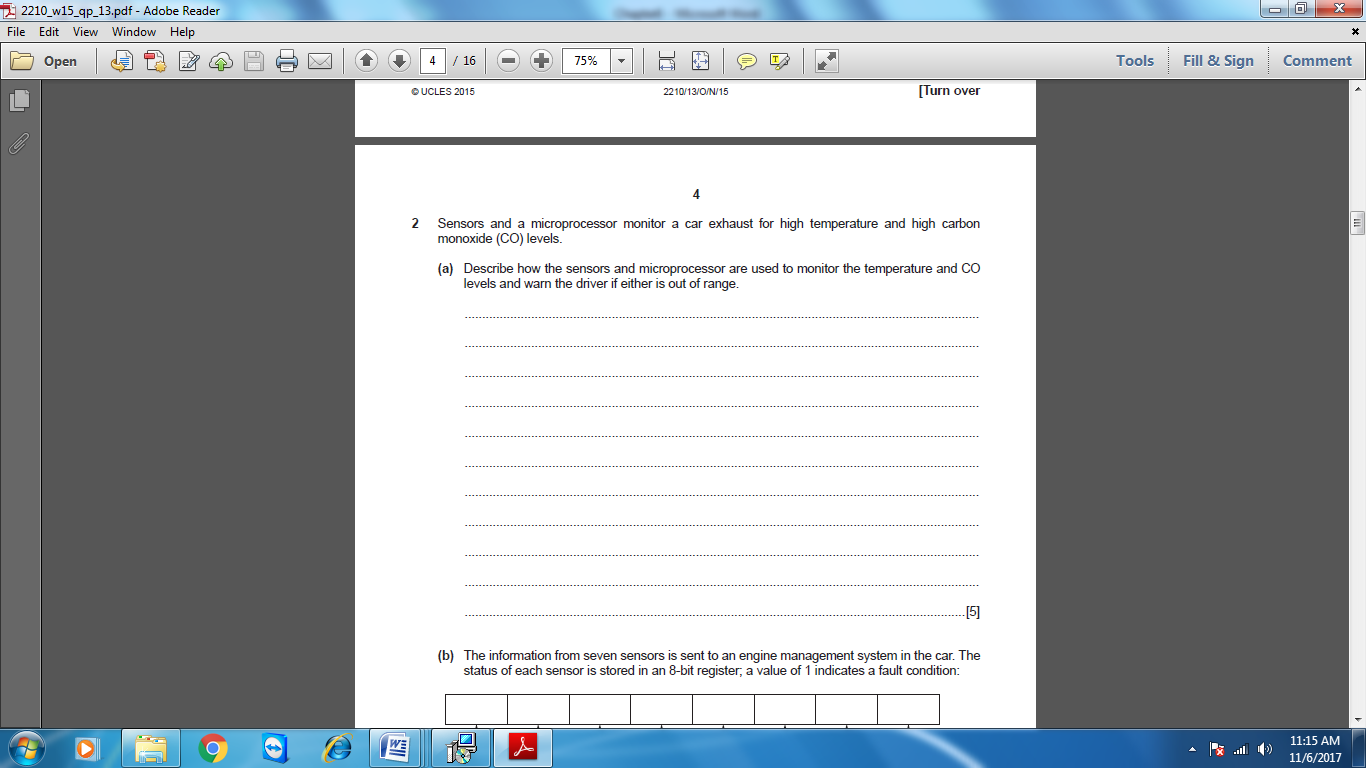 2210_w15_qp_13.pdf - Adobe Reader
File Edit View Window Help
Open 4 / 16 75% Tools Fill & Sign Comment
© UCLES 2015 2210/13/O/N/15 [Turn over
4
2 Sensors and a microprocessor monitor a car exhaust for high temperature and high carbon
monoxide (CO) levels.
(a) Describe how the sensors and microprocessor are used to monitor the temperature and CO
levels and warn the driver if either is out of range.
[5]
(b) The information from seven sensors is sent to an engine management system in the car. The
status of each sensor is stored in an 8-bit register; a value of 1 indicates a fault condition:
11:15 AM
11/6/2017